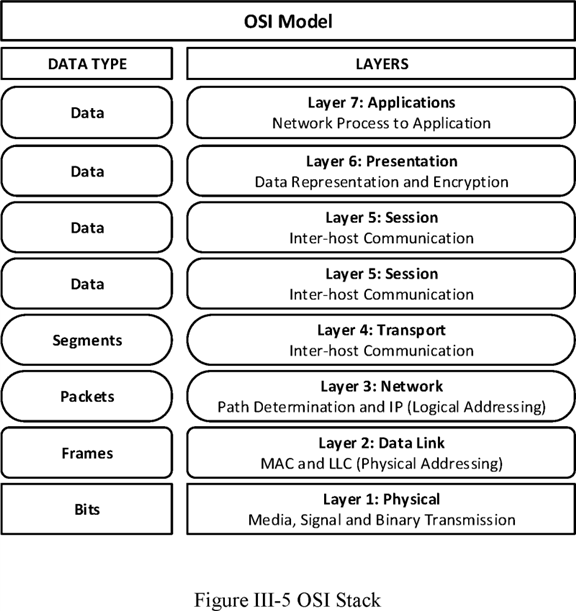 OSI Model
DATA TYPE
LAYERS
Data
Layer 7: Applications
Network Process to Application
Data
Layer 6: Presentation
Data Representation and Encryption
Data
Layer 5: Session
Inter-host Communication
Data
Layer 5: Session
Inter-host Communication
Segments
Layer 4: Transport
Inter-host Communication
Packets
Layer 3: Network
Path Determination and IP (Logical Addressing)
Frames
Layer 2: Data Link
MAC and LLC (Physical Addressing)
Bits
Layer 1: Physical
Media, Signal and Binary Transmission
Figure III-5 OSI Stack